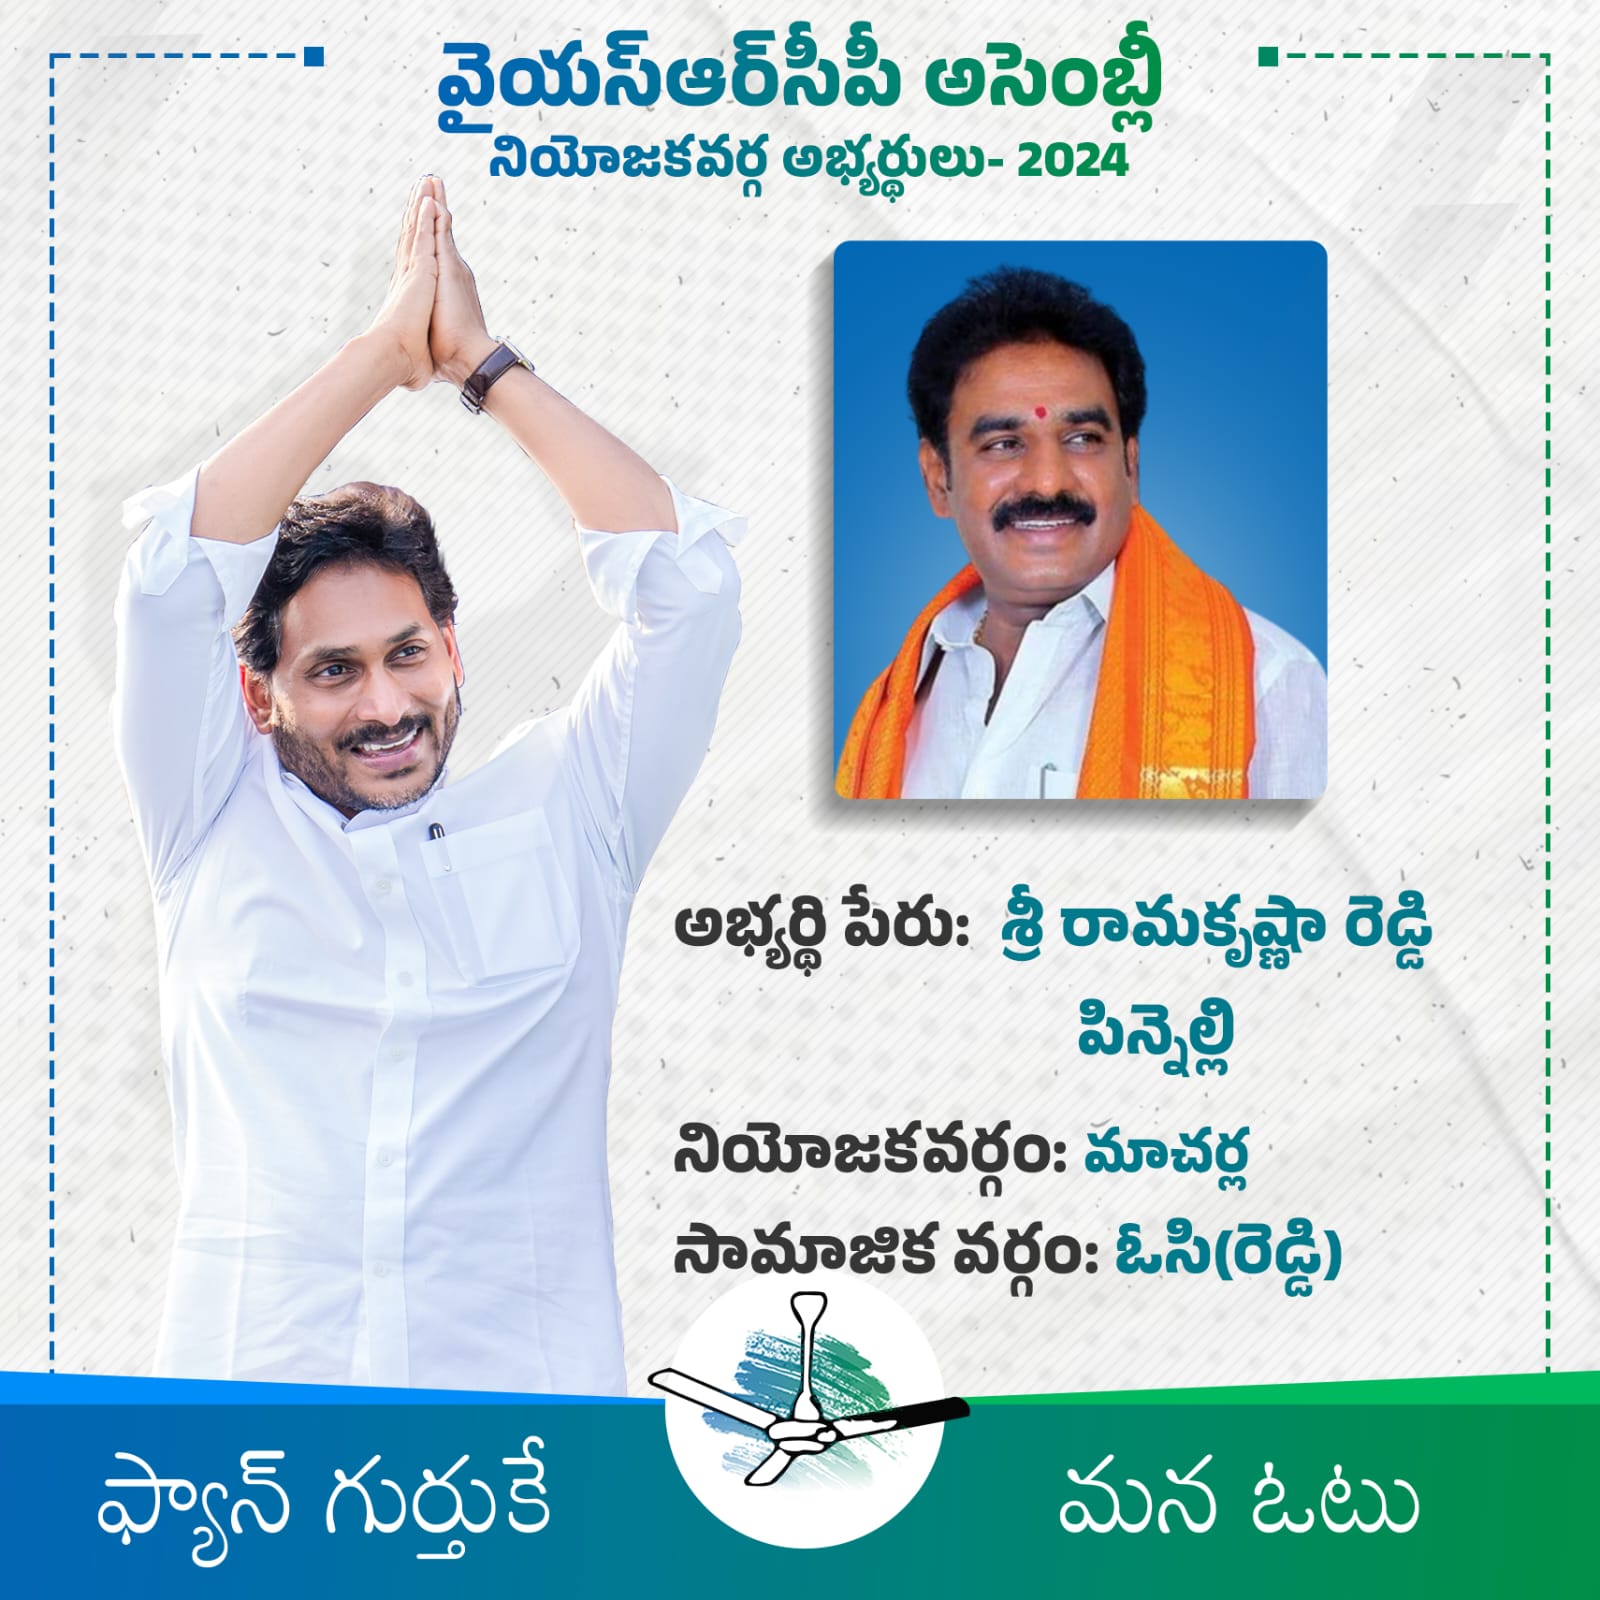 వైయస్ఆర్‌సీపీ అసెంబ్లీ
నియోజకవర్గ అభ్యర్థులు- 2024
అభ్యర్థి పేరు: శ్రీ రామకృష్ణా రెడ్డి
పిన్నెల్లి
నియోజకవర్గం: మాచర్ల
సామాజిక వర్గం: ఓసి(రెడ్డి)
ఫ్యాన్ గుర్తుకే మన ఓటు